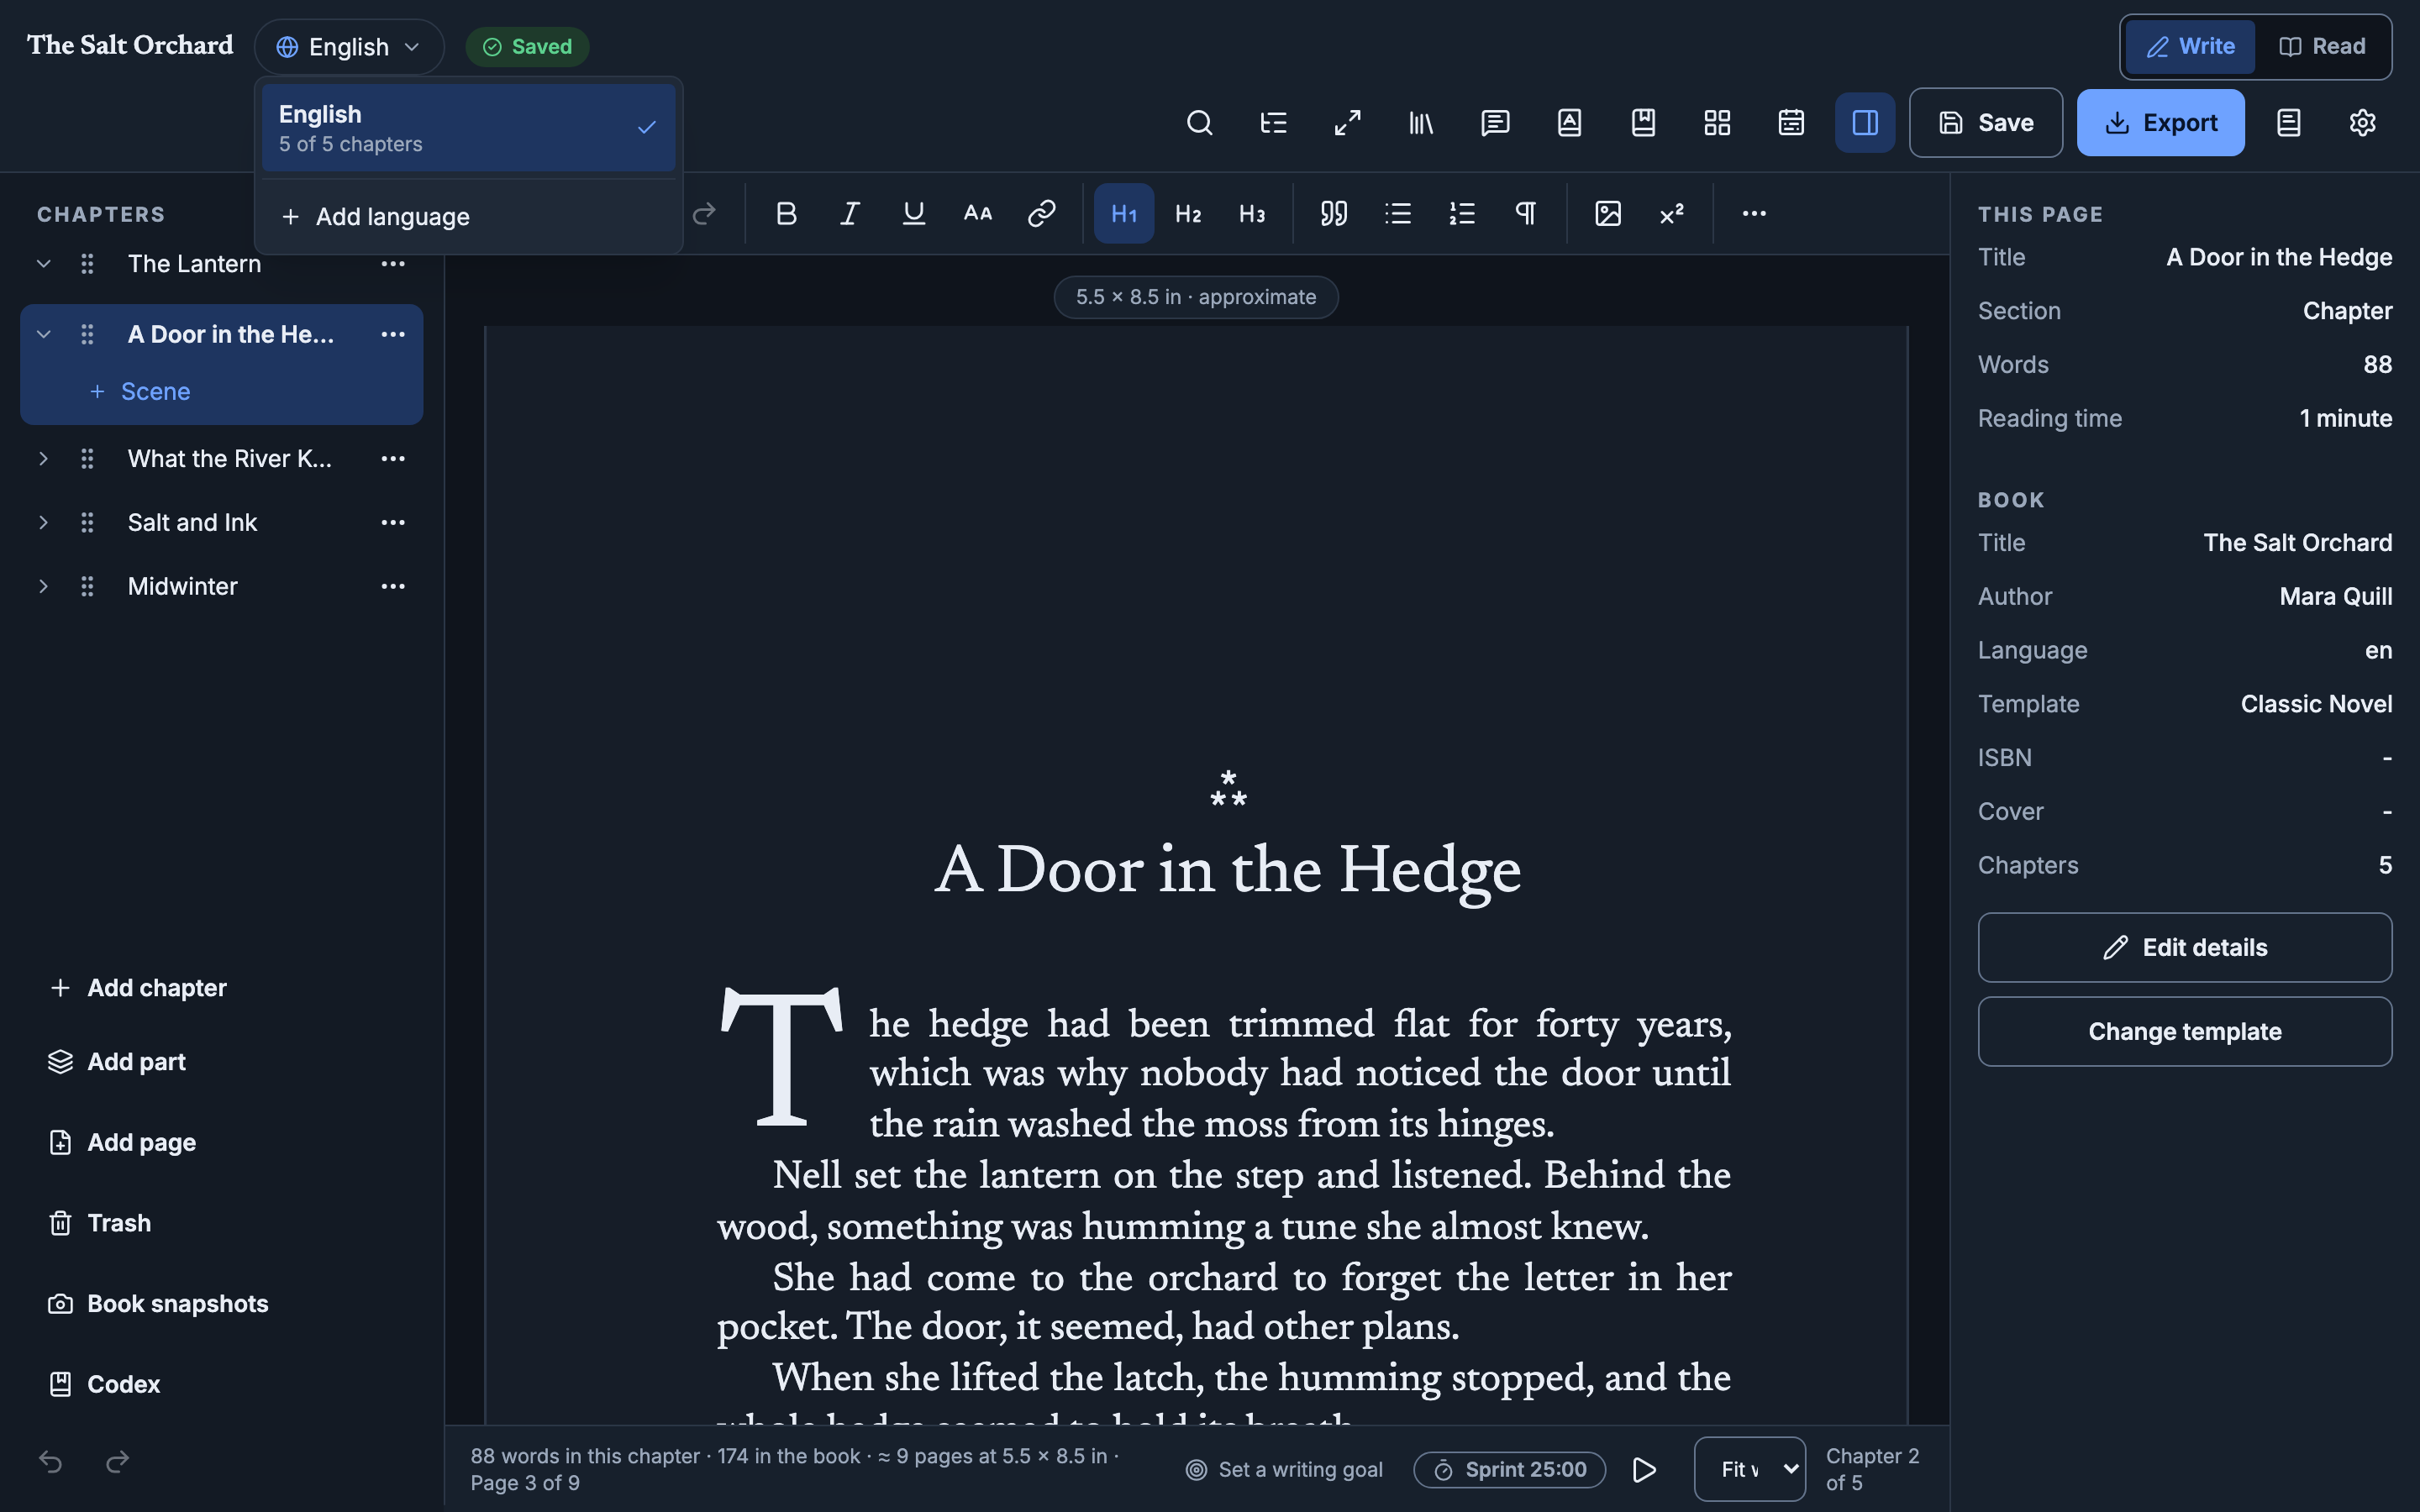 The Salt Orchard
English
Saved
Write
Read
English
5 of 5 chapters
Add language
Save
Export
CHAPTERS
The Lantern
A Door in the He...
Scene
What the River K...
Salt and Ink
Midwinter
Add chapter
Add part
Add page
Trash
Book snapshots
Codex
B I U AA H1 H2 H3 x²
5.5 × 8.5 in · approximate
A Door in the Hedge
The hedge had been trimmed flat for forty years,
which was why nobody had noticed the door until
the rain washed the moss from its hinges.
Nell set the lantern on the step and listened. Behind the
wood, something was humming a tune she almost knew.
She had come to the orchard to forget the letter in her
pocket. The door, it seemed, had other plans.
When she lifted the latch, the humming stopped, and the
whole hedge seemed to hold its breath.
88 words in this chapter · 174 in the book · ≈ 9 pages at 5.5 × 8.5 in ·
Page 3 of 9
Set a writing goal
Sprint 25:00
Fit
Chapter 2
of 5
THIS PAGE
Title A Door in the Hedge
Section Chapter
Words 88
Reading time 1 minute
BOOK
Title The Salt Orchard
Author Mara Quill
Language en
Template Classic Novel
ISBN -
Cover -
Chapters 5
Edit details
Change template